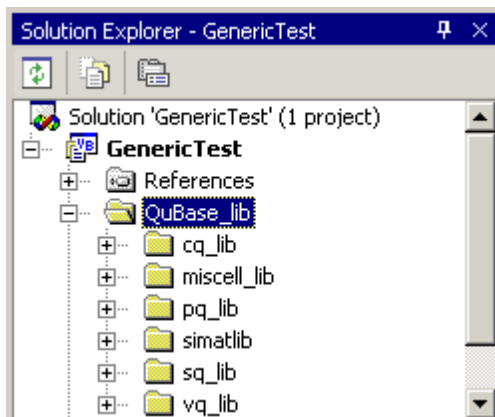 Solution Explorer - GenericTest
Solution 'GenericTest' (1 project)
GenericTest
References
QuBase_lib
cq_lib
miscell_lib
pq_lib
simatlib
sq_lib
vq_lib